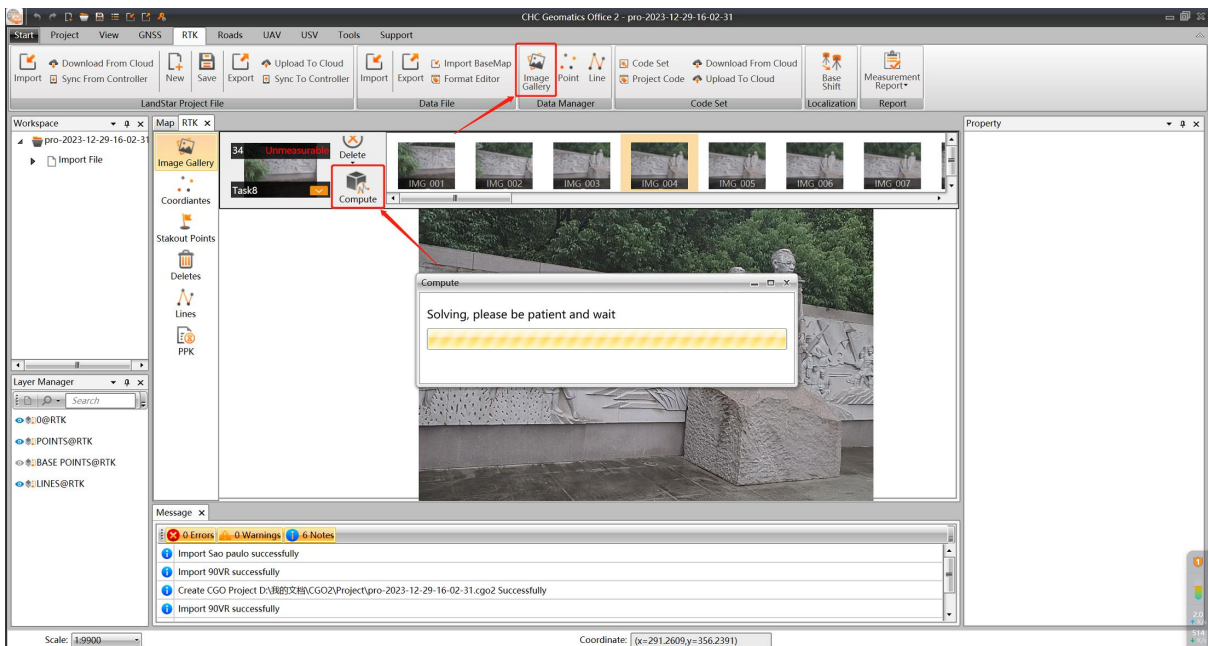 CHC Geomatics Office 2 - pro-2023-12-29-16-02-31
Start Project View GNSS RTK Roads UAV USV Tools Support
Import
Download From Cloud
Sync From Controller
New
Save
Export
Upload To Cloud
Sync To Controller
LandStar Project File
Import
Export
Import BaseMap
Format Editor
Data File
Image Gallery
Point
Line
Data Manager
Code Set
Download From Cloud
Project Code
Upload To Cloud
Code Set
Base Shift
Localization
Measurement Report
Report
Workspace
pro-2023-12-29-16-02-31
Import File
Map RTK
Image Gallery
Coordiantes
Stakout Points
Deletes
Lines
PPK
34 Unmeasurable
Task8
Delete
Compute
IMG_001 IMG_002 IMG_003 IMG_004 IMG_005 IMG_006 IMG_007
Compute
Solving, please be patient and wait
Property
Layer Manager
Search
0@RTK
POINTS@RTK
BASE POINTS@RTK
LINES@RTK
Message
0 Errors 0 Warnings 6 Notes
Import Sao paulo successfully
Import 90VR successfully
Create CGO Project D:\我的文档\CGO2\Project\pro-2023-12-29-16-02-31.cgo2 Successfully
Import 90VR successfully
Scale: 1:9900
Coordinate: (x=291.2609,y=356.2391)